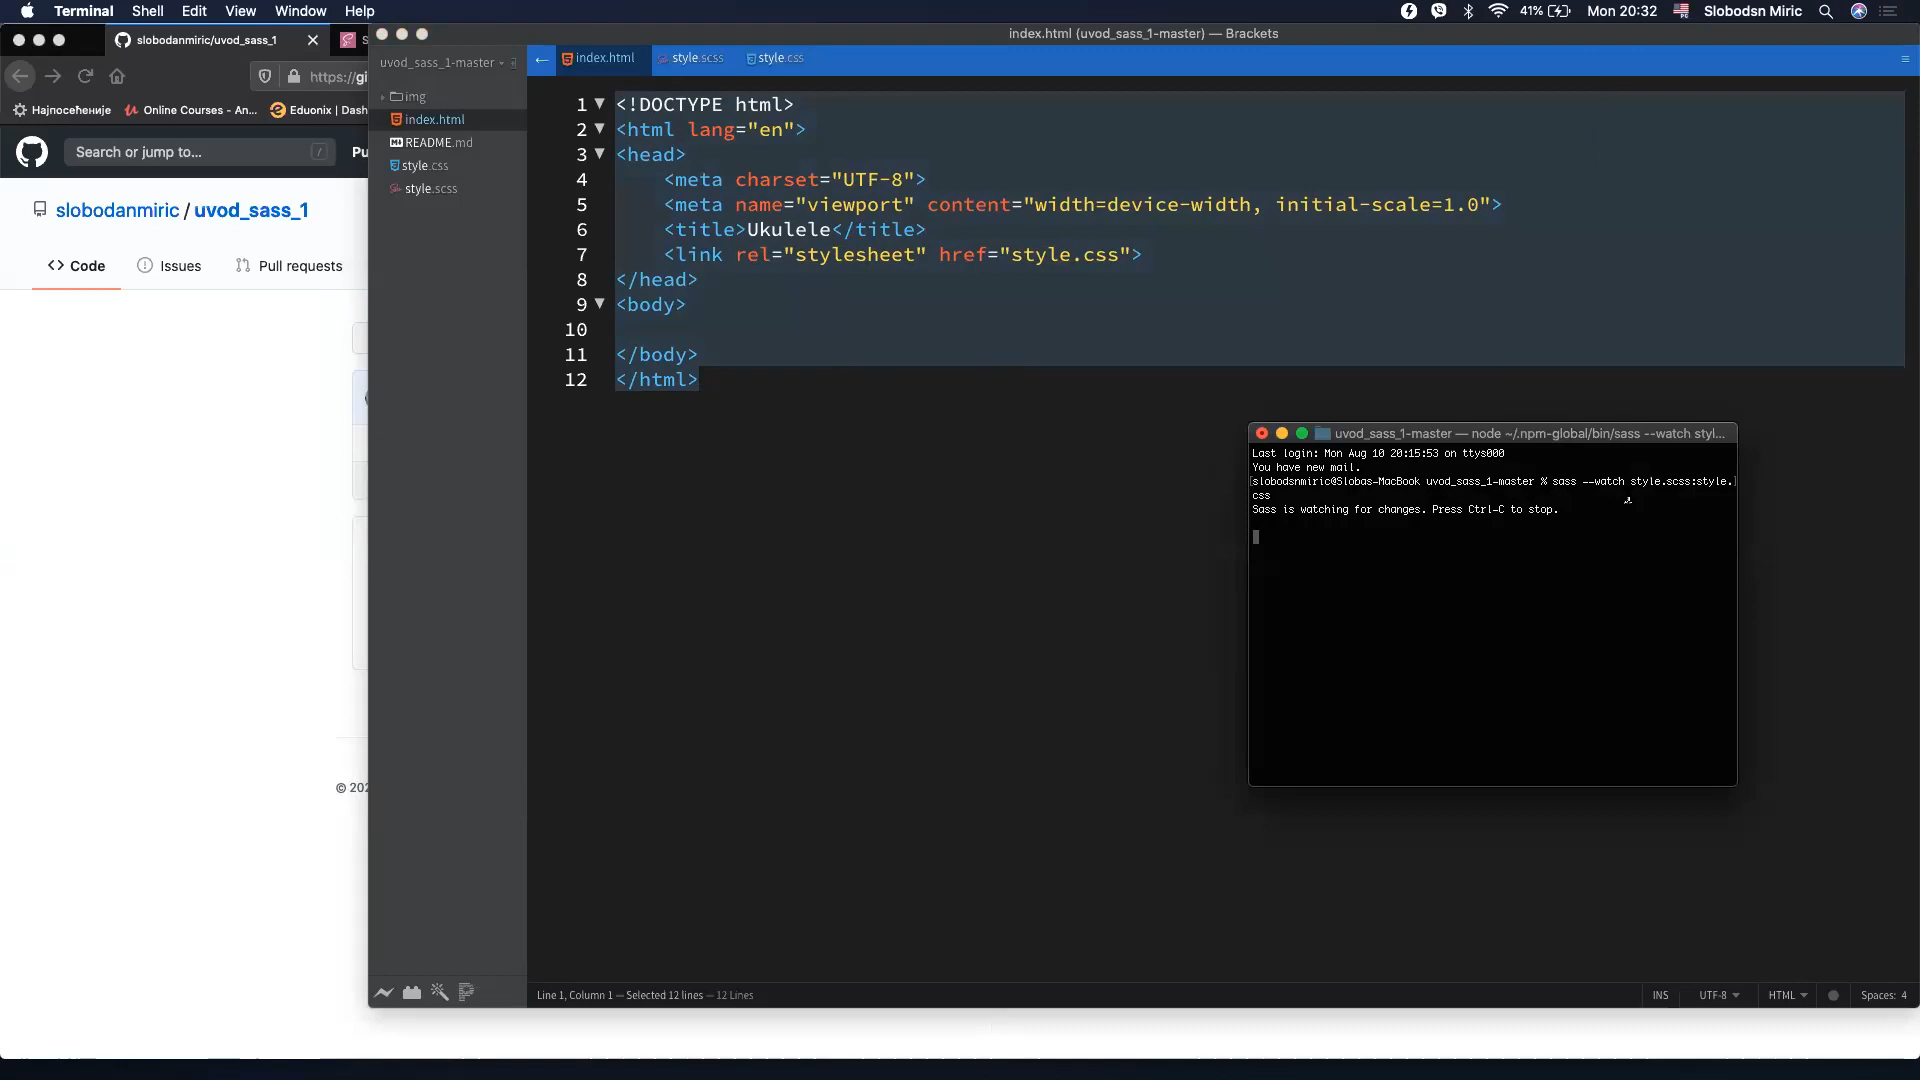 Terminal Shell Edit View Window Help
41% Mon 20:32 Slobodsn Miric
slobodanmiric/uvod_sass_1
https://gi
Најпосећеније Online Courses - An... Eduonix | Dash
Search or jump to... /
slobodanmiric / uvod_sass_1
Code Issues Pull requests
index.html (uvod_sass_1-master) — Brackets
uvod_sass_1-master
img
index.html
README.md
style.css
style.scss
index.html style.scss style.css
1 <!DOCTYPE html>
2 <html lang="en">
3 <head>
4 <meta charset="UTF-8">
5 <meta name="viewport" content="width=device-width, initial-scale=1.0">
6 <title>Ukulele</title>
7 <link rel="stylesheet" href="style.css">
8 </head>
9 <body>
10
11 </body>
12 </html>
uvod_sass_1-master — node ~/.npm-global/bin/sass --watch styl...
Last login: Mon Aug 10 20:15:53 on ttys000
You have new mail.
[slobodsnmiric@Slobas-MacBook uvod_sass_1-master % sass --watch style.scss:style.]
css
Sass is watching for changes. Press Ctrl-C to stop.
Line 1, Column 1 — Selected 12 lines — 12 Lines
INS UTF-8 HTML Spaces: 4